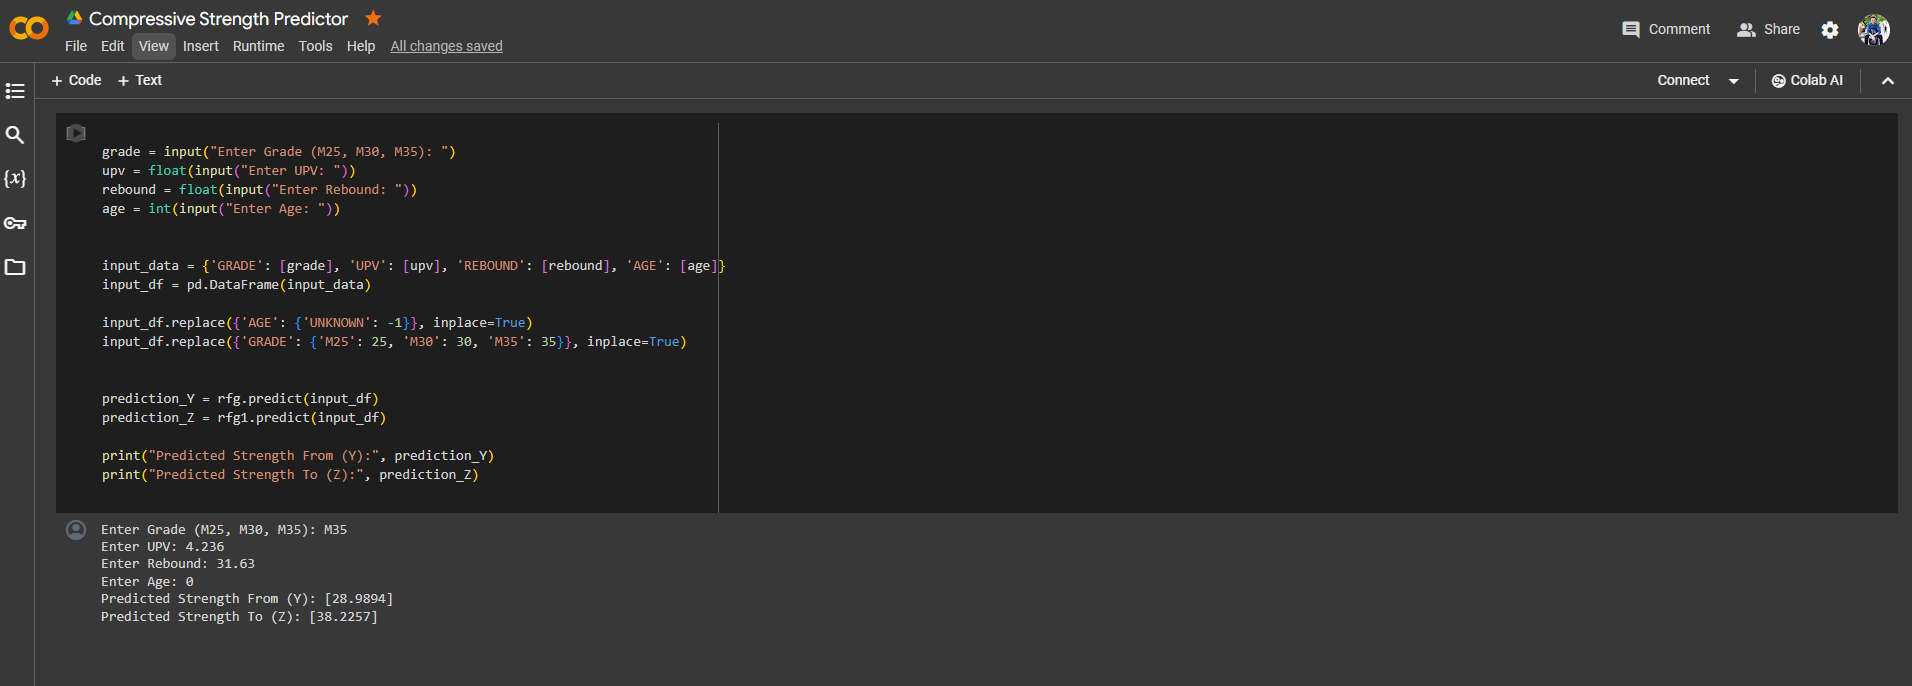 Compressive Strength Predictor
File Edit View Insert Runtime Tools Help All changes saved
Comment Share
+ Code + Text
Connect Colab AI
{x}
grade = input("Enter Grade (M25, M30, M35): ")
upv = float(input("Enter UPV: "))
rebound = float(input("Enter Rebound: "))
age = int(input("Enter Age: "))
input_data = {'GRADE': [grade], 'UPV': [upv], 'REBOUND': [rebound], 'AGE': [age]}
input_df = pd.DataFrame(input_data)
input_df.replace({'AGE': {'UNKNOWN': -1}}, inplace=True)
input_df.replace({'GRADE': {'M25': 25, 'M30': 30, 'M35': 35}}, inplace=True)
prediction_Y = rfg.predict(input_df)
prediction_Z = rfg1.predict(input_df)
print("Predicted Strength From (Y):", prediction_Y)
print("Predicted Strength To (Z):", prediction_Z)
Enter Grade (M25, M30, M35): M35
Enter UPV: 4.236
Enter Rebound: 31.63
Enter Age: 0
Predicted Strength From (Y): [28.9894]
Predicted Strength To (Z): [38.2257]